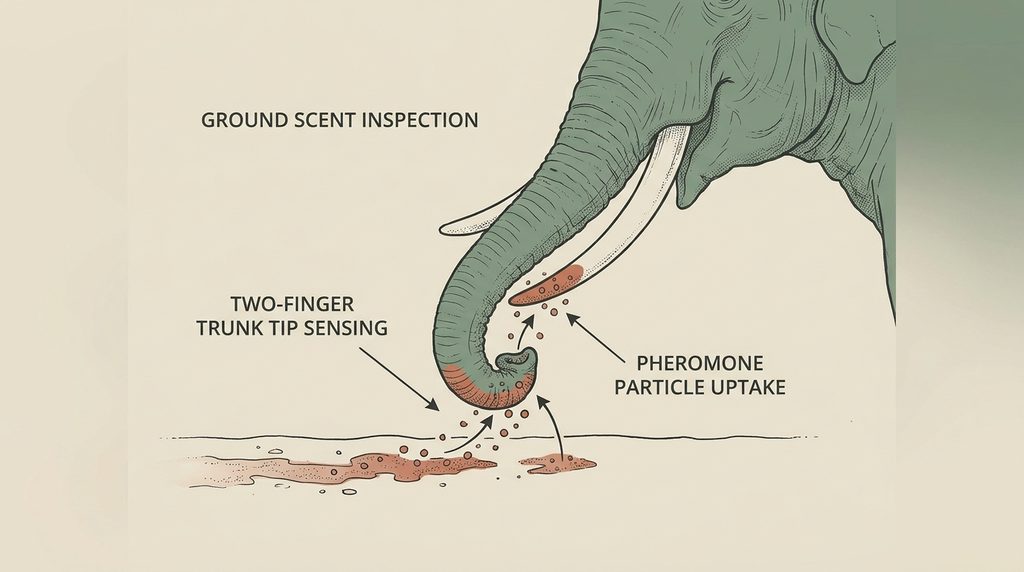 GROUND SCENT INSPECTION
TWO-FINGER
TRUNK TIP SENSING
PHEROMONE
PARTICLE UPTAKE